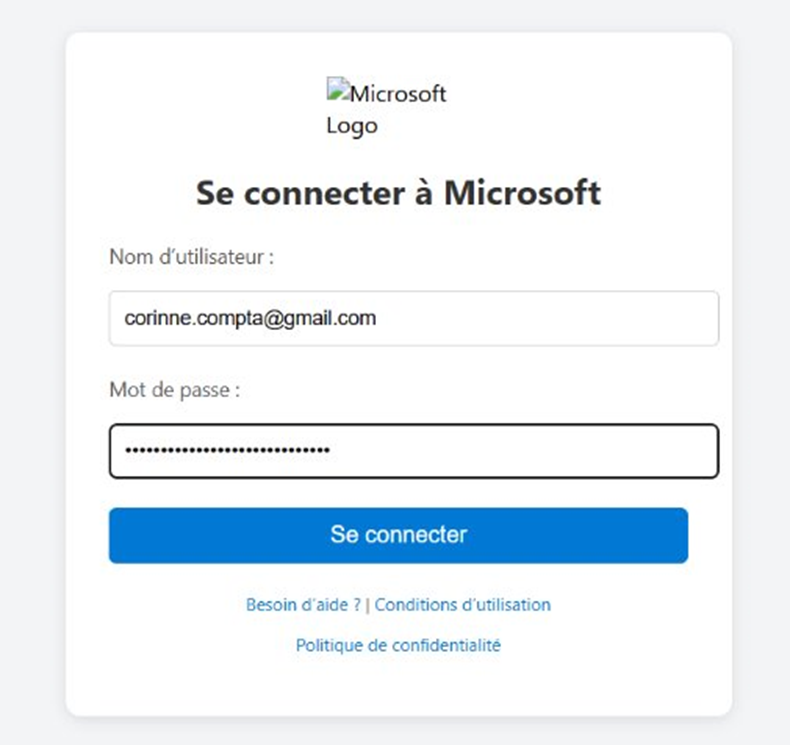 Microsoft
Logo
Se connecter à Microsoft
Nom d’utilisateur :
corinne.compta@gmail.com
Mot de passe :
•••••••••••••••••••••••••••••
Se connecter
Besoin d’aide ? | Conditions d’utilisation
Politique de confidentialité